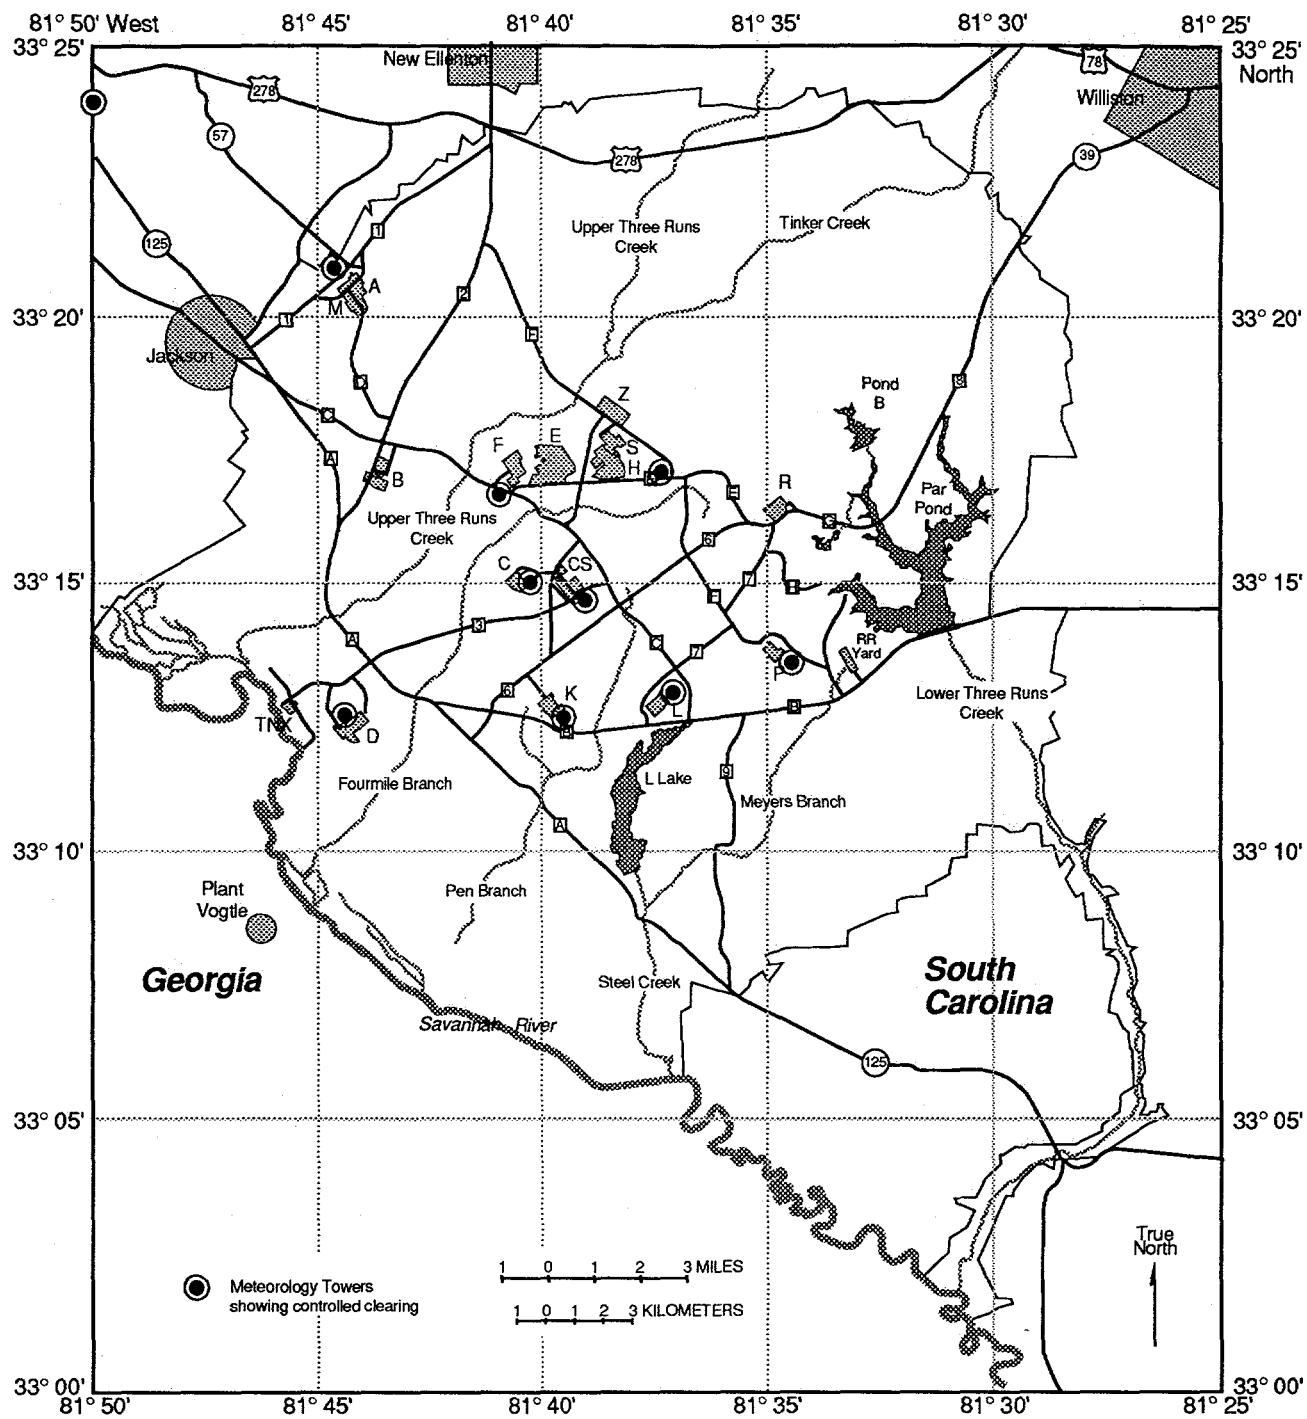 81° 50' West
81° 45'
81° 40'
81° 35'
81° 30'
81° 25'
33° 25'
33° 25'
North
New Ellenton
78
278
Williston
57
278
39
125
1
Upper Three Runs
Creek
Tinker Creek
A
M
2
33° 20'
1
E
33° 20'
Jackson
D
9
Pond
B
C
Z
F
E
S
H
A
B
E
R
Par
Pond
G
Upper Three Runs
Creek
6
C
CS
33° 15'
7
33° 15'
F
3
A
C
7
RR
Yard
P
Lower Three Runs
Creek
6
K
L
B
TNX
D
B
Fourmile Branch
L Lake
9
Meyers Branch
A
33° 10'
33° 10'
Plant
Vogtle
Pen Branch
Georgia
Steel Creek
South
Carolina
Savannah River
125
33° 05'
33° 05'
True
North
Meteorology Towers
showing controlled clearing
1 0 1 2 3 MILES
1 0 1 2 3 KILOMETERS
33° 00'
33° 00'
81° 50'
81° 45'
81° 40'
81° 35'
81° 30'
81° 25'